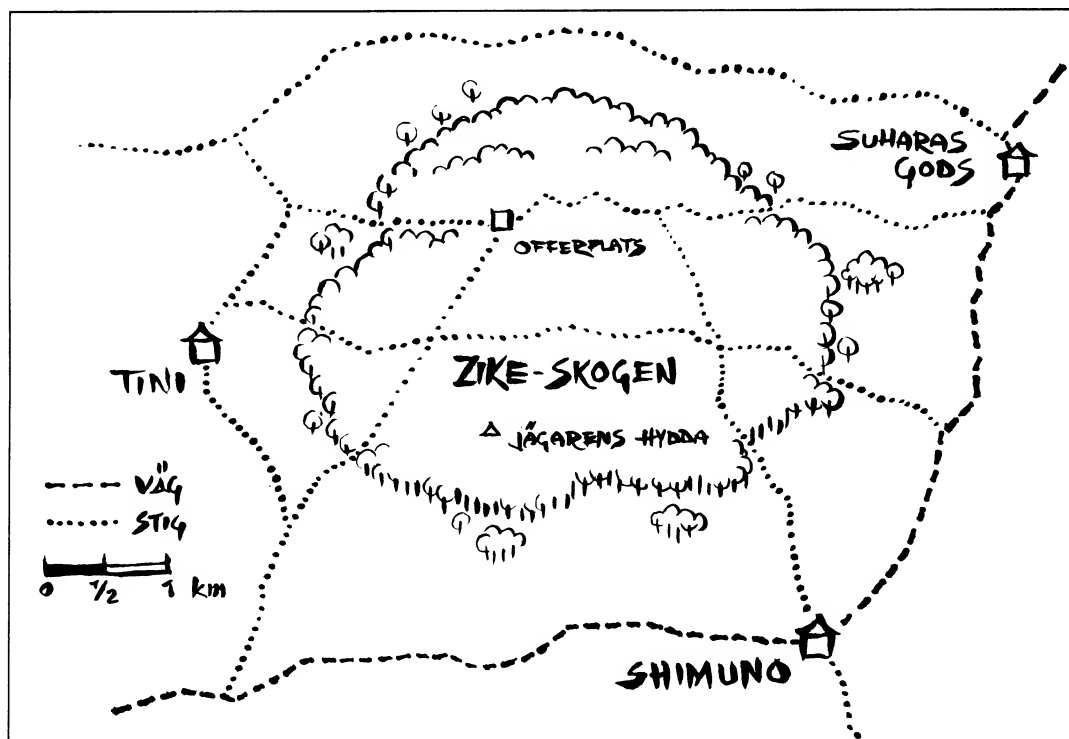 SUHARAS
GODS
OFFERPLATS
TINI
ZIKE-SKOGEN
JÄGARENS HYDDA
VÄG
STIG
0 1/2 1 km
SHIMUNO